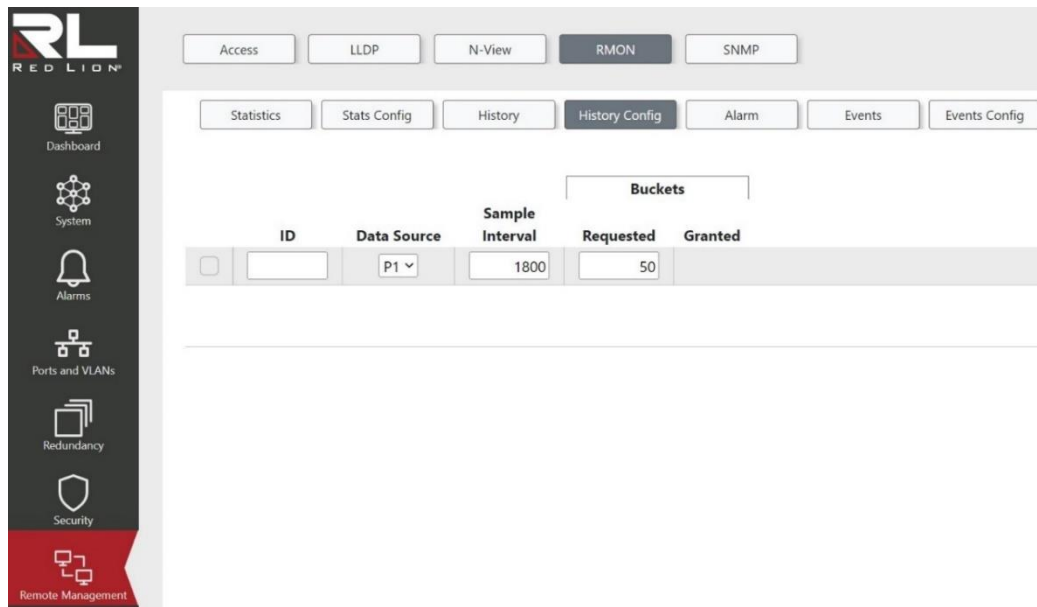 RL
RED LION®
Access LLDP N-View RMON SNMP
Statistics Stats Config History History Config Alarm Events Events Config
Dashboard
System
Alarms
Ports and VLANs
Redundancy
Security
Remote Management
Buckets
Sample
ID Data Source Interval Requested Granted
P1 1800 50